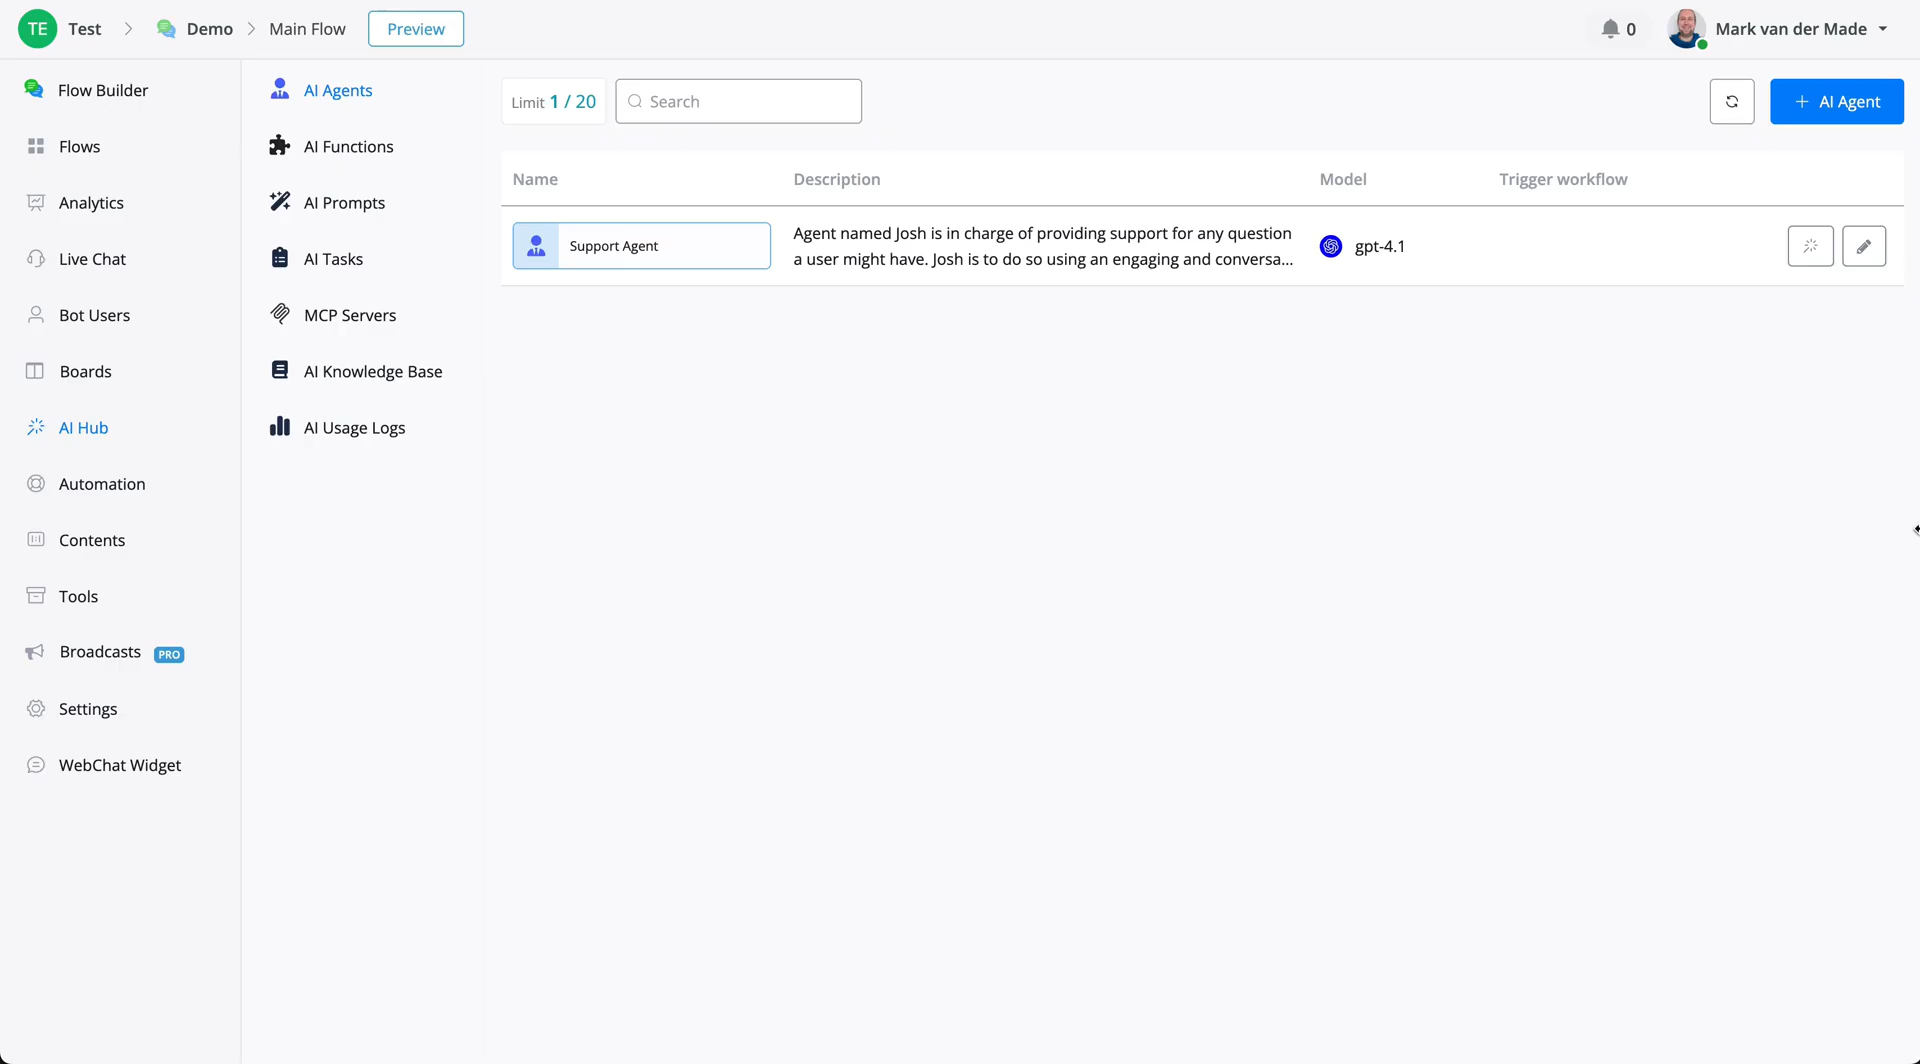 TE Test Demo Main Flow Preview 0 Mark van der Made
Flow Builder
Flows
Analytics
Live Chat
Bot Users
Boards
AI Hub
Automation
Contents
Tools
Broadcasts PRO
Settings
WebChat Widget
AI Agents
AI Functions
AI Prompts
AI Tasks
MCP Servers
AI Knowledge Base
AI Usage Logs
Limit 1 / 20 Search + AI Agent
Name Description Model Trigger workflow
Support Agent
Agent named Josh is in charge of providing support for any question
a user might have. Josh is to do so using an engaging and conversa...
gpt-4.1